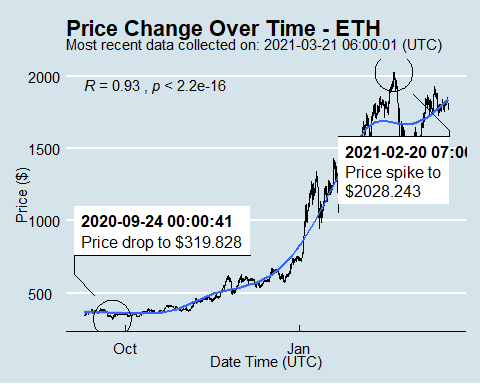 Price Change Over Time - ETH
Most recent data collected on: 2021-03-21 06:00:01 (UTC)
R = 0.93 , p < 2.2e-16
2000
1500
1000
500
Price ($)
2021-02-20 07:00
Price spike to
$2028.243
2020-09-24 00:00:41
Price drop to $319.828
Oct
Jan
Date Time (UTC)